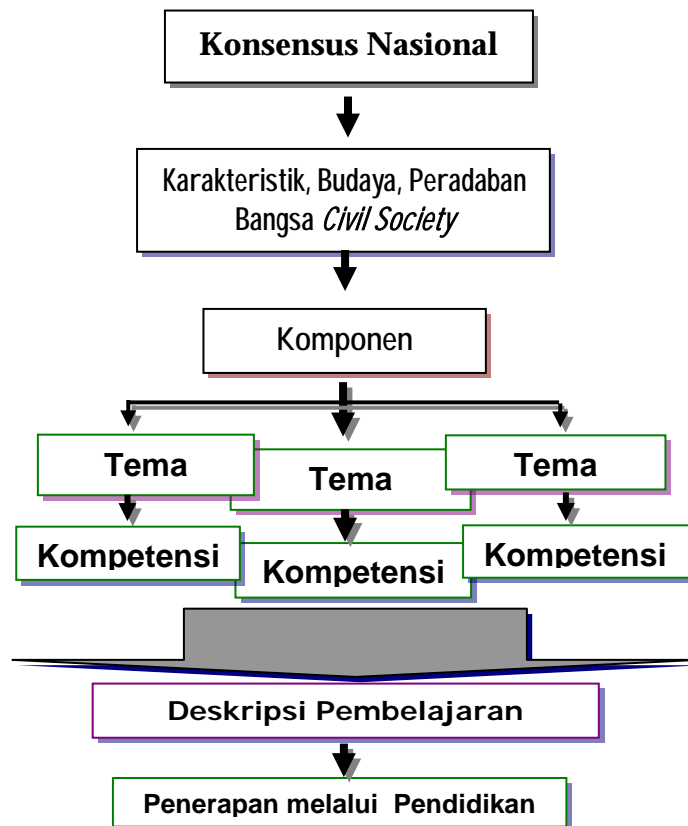 Konsensus Nasional
Karakteristik, Budaya, Peradaban
Bangsa Civil Society
Komponen
Tema
Tema
Tema
Kompetensi
Kompetensi
Kompetensi
Deskripsi Pembelajaran
Penerapan melalui Pendidikan